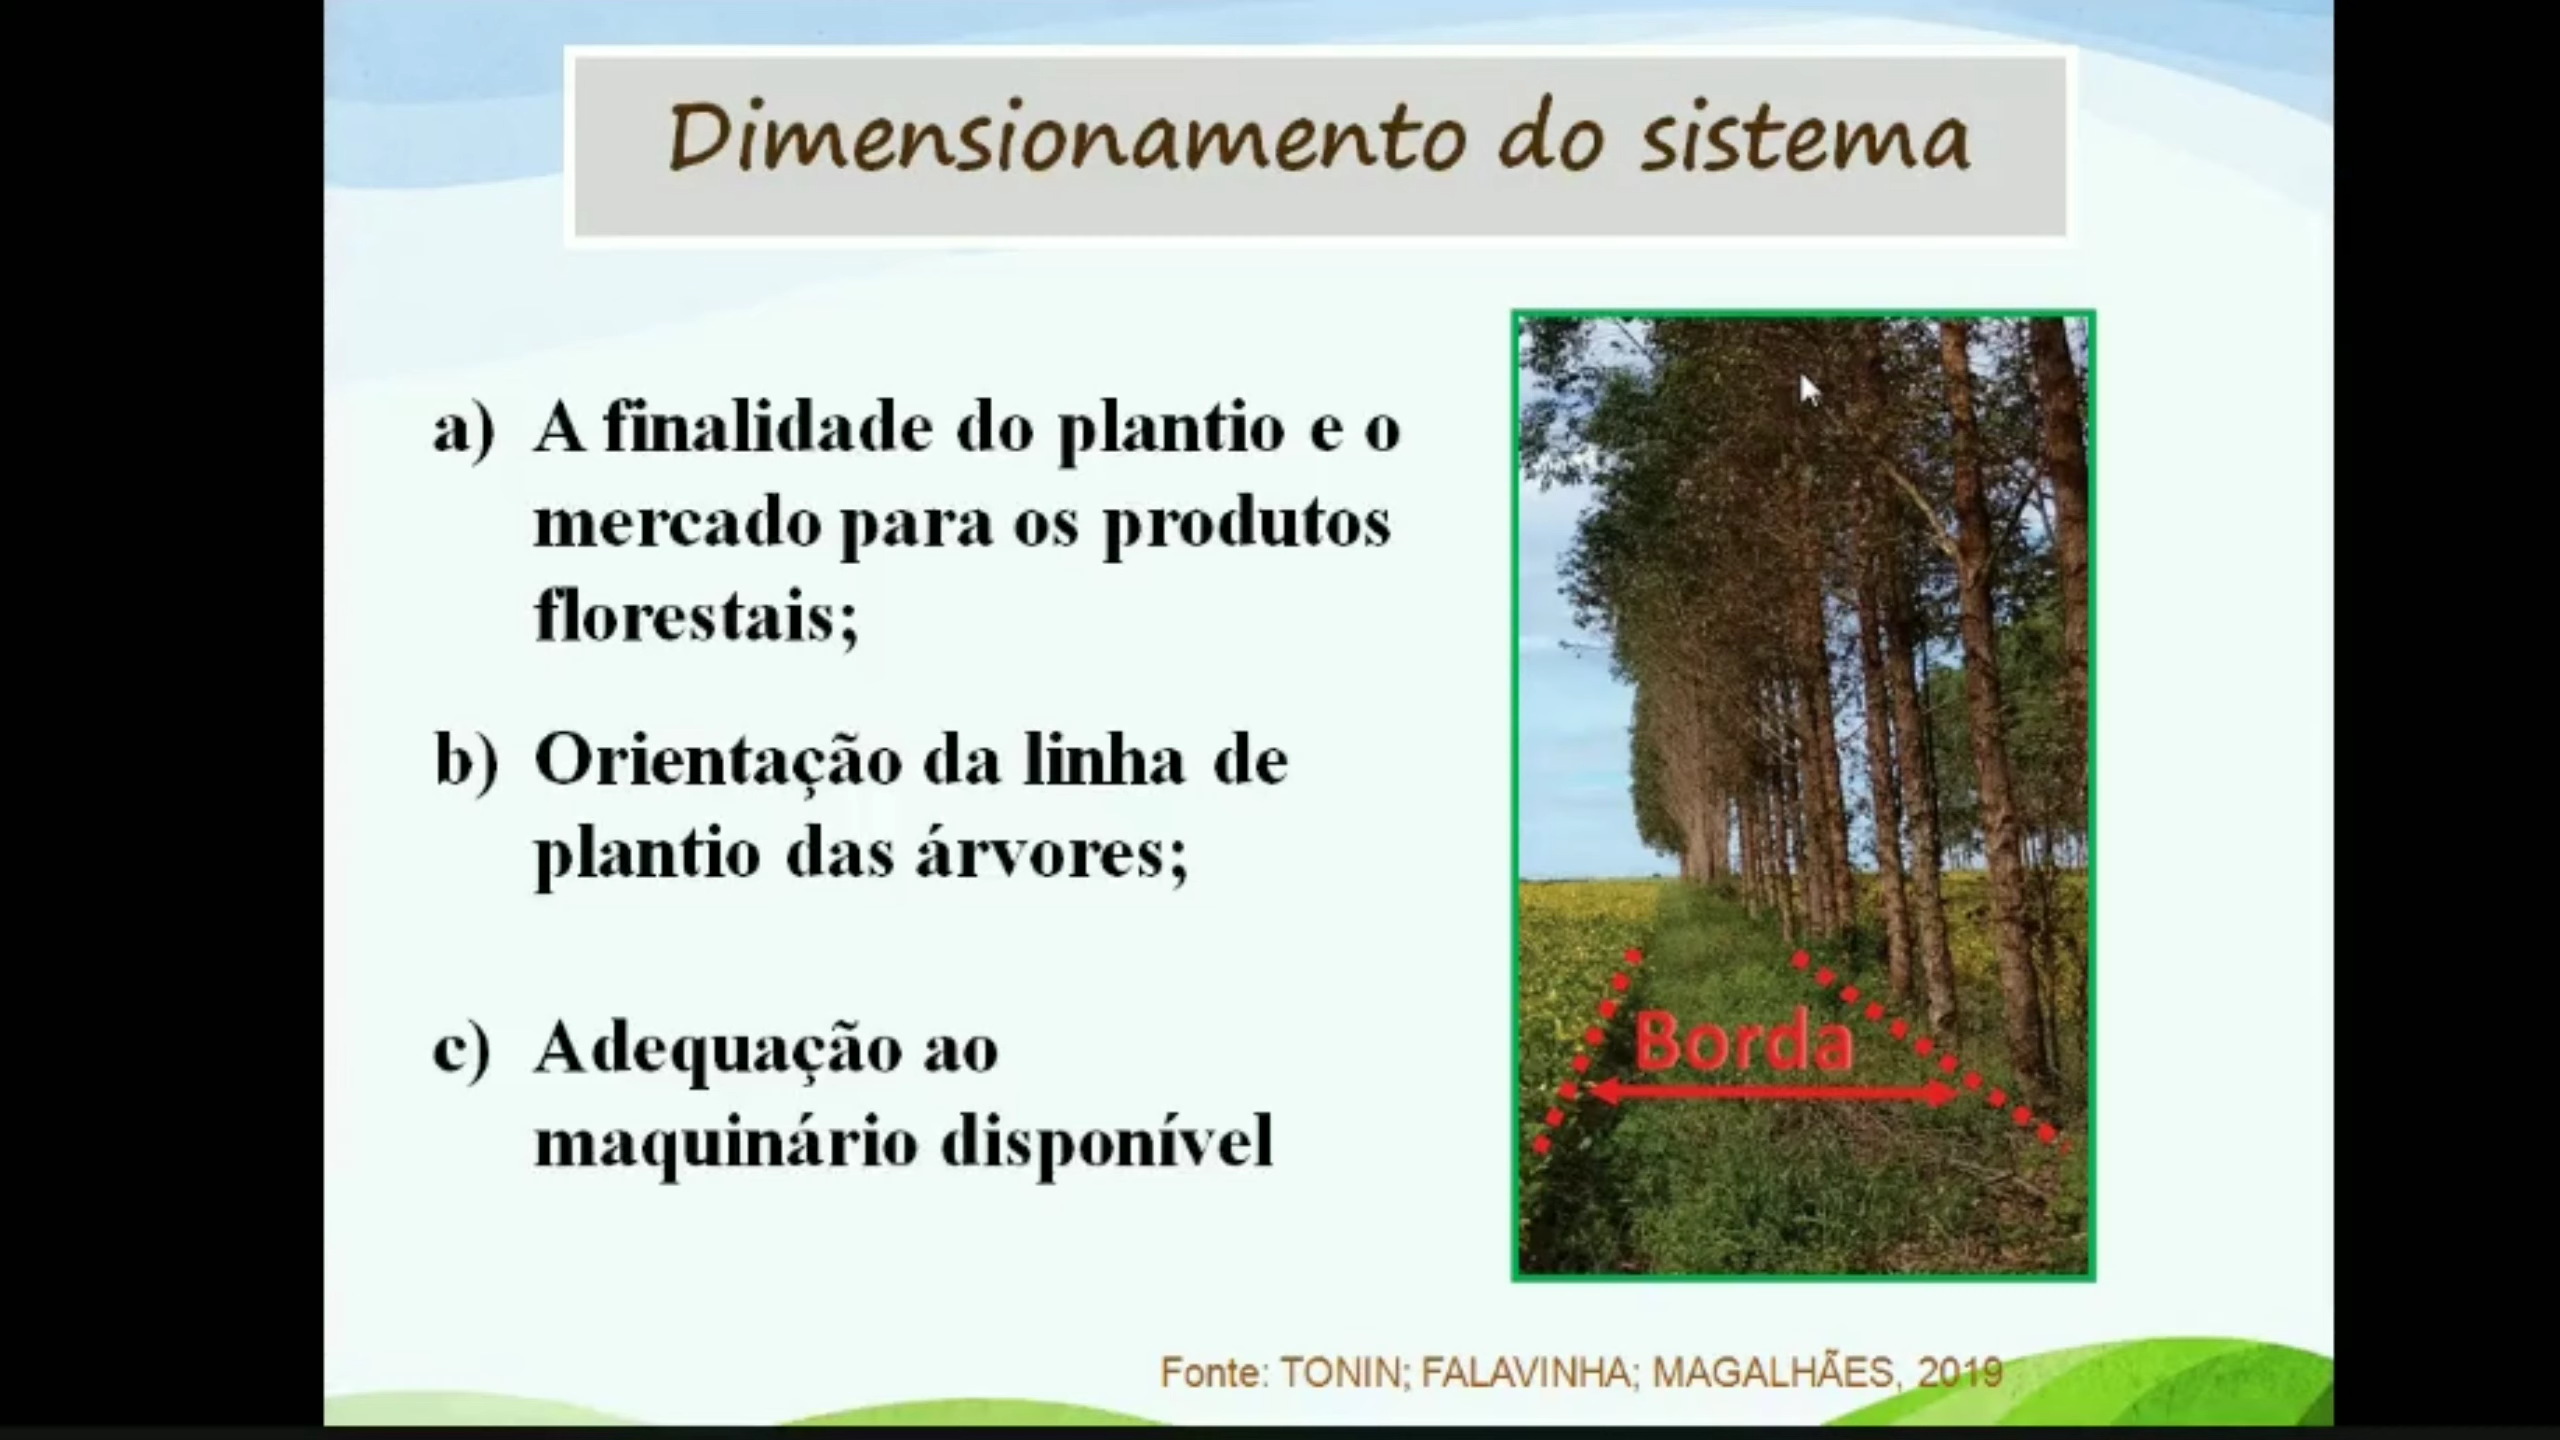 Dimensionamento do sistema
a) A finalidade do plantio e o
mercado para os produtos
florestais;
b) Orientação da linha de
plantio das árvores;
c) Adequação ao
maquinário disponível
Borda
Fonte: TONIN; FALAVINHA; MAGALHÃES, 2019